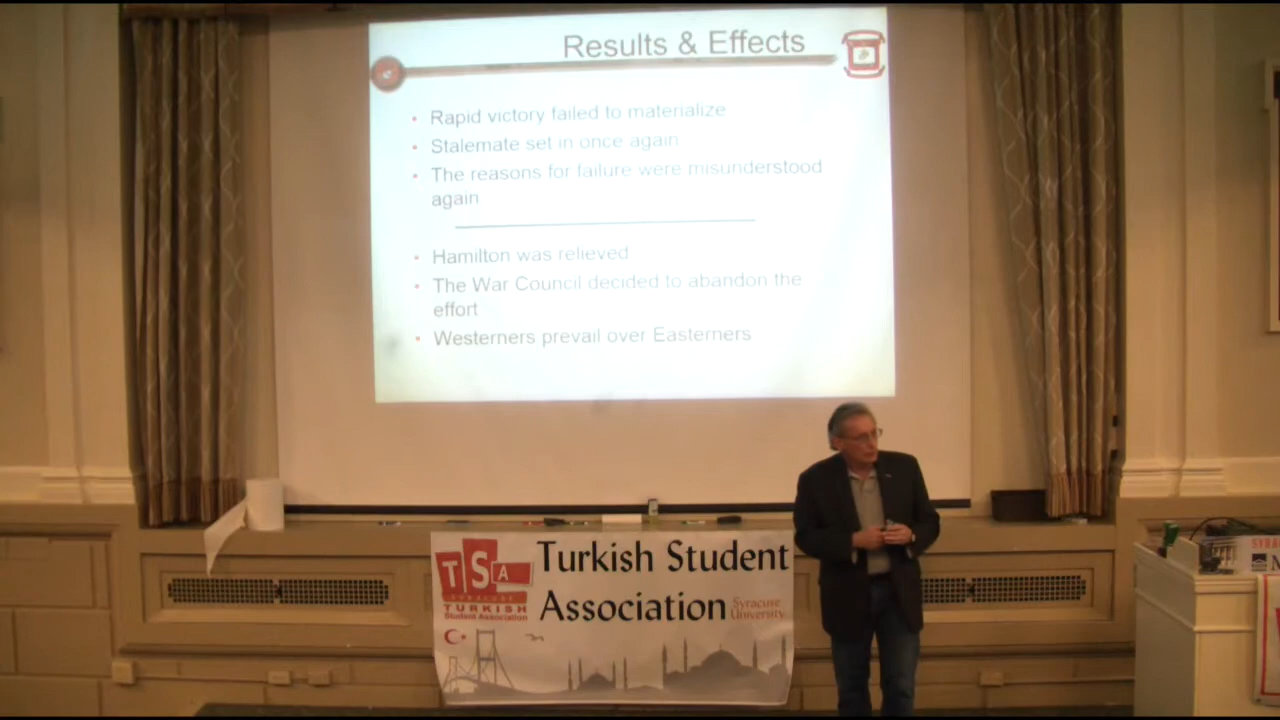 Results & Effects
• Rapid victory failed to materialize
• Stalemate set in once again
• The reasons for failure were misunderstood
again
• Hamilton was relieved
• The War Council decided to abandon the
effort
• Westerners prevail over Easterners
TSA
SYRACUSE
TURKISH
Student Association
Turkish Student
Association
Syracuse
University